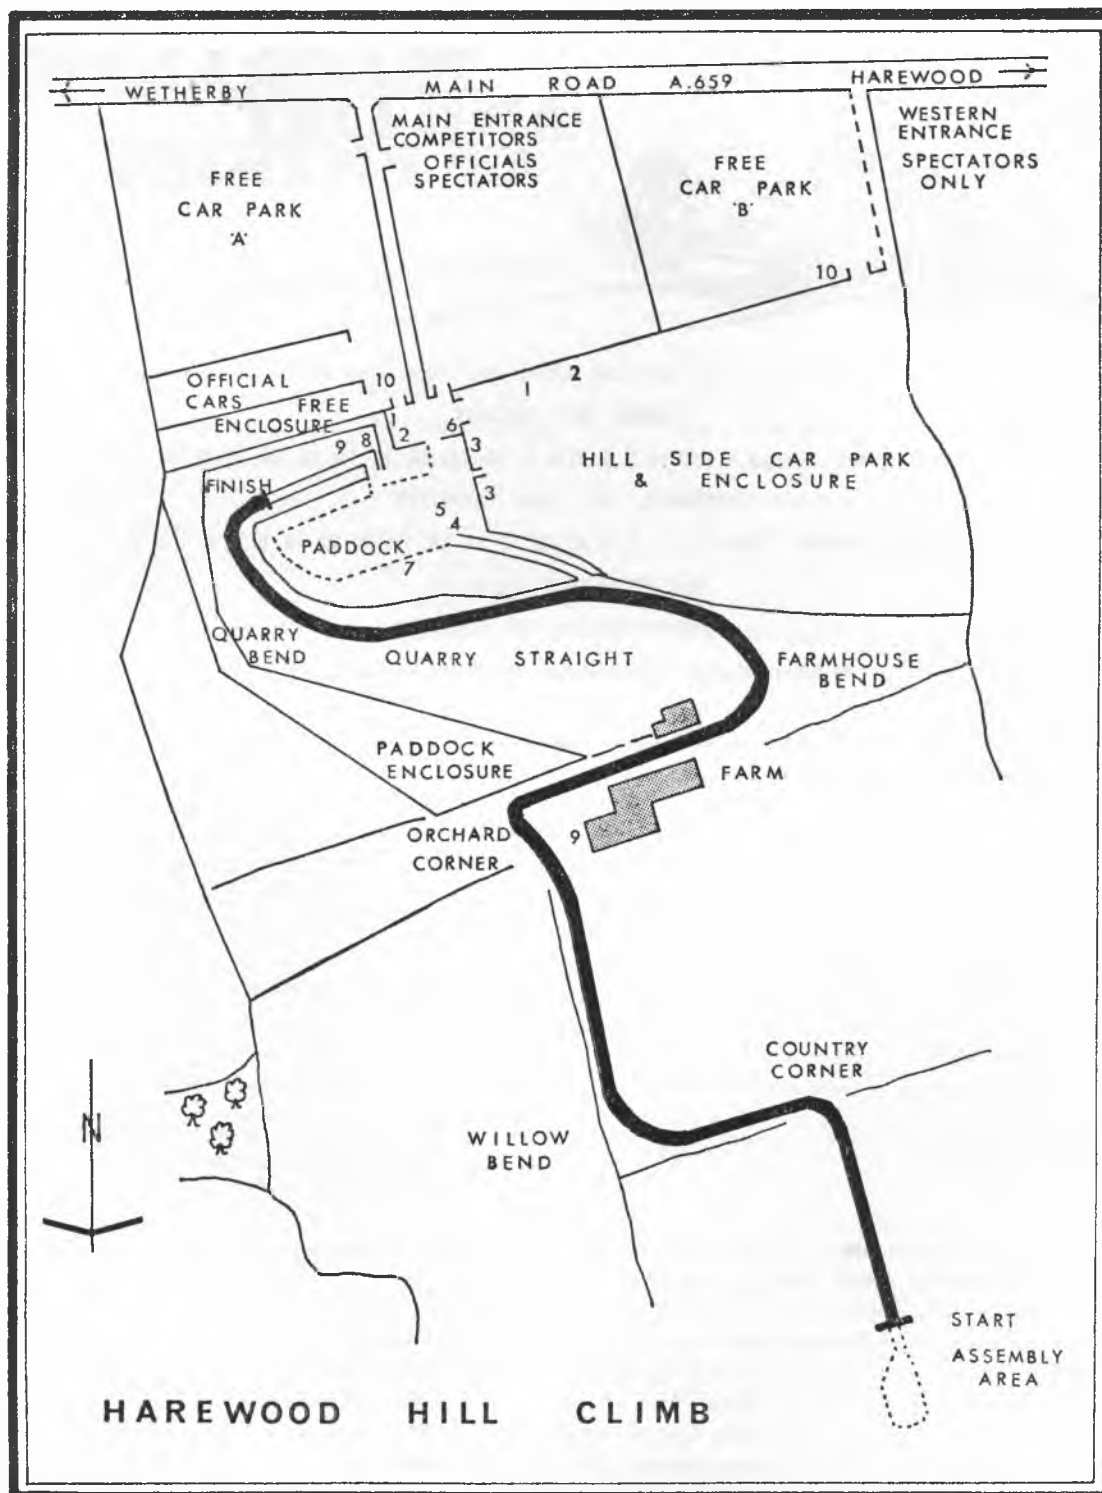 WETHERBY MAIN ROAD A.659 HAREWOOD
MAIN ENTRANCE
COMPETITORS
OFFICIALS
SPECTATORS
WESTERN
ENTRANCE
SPECTATORS
ONLY
FREE
CAR PARK
'A'
FREE
CAR PARK
'B'
10
OFFICIAL
CARS
FREE
ENCLOSURE
10
1
2
1
2
6
3
3
HILL SIDE CAR PARK
& ENCLOSURE
9
8
FINISH
5
4
PADDOCK
7
QUARRY
BEND
QUARRY STRAIGHT
FARMHOUSE
BEND
PADDOCK
ENCLOSURE
FARM
9
ORCHARD
CORNER
COUNTRY
CORNER
N
WILLOW
BEND
START
ASSEMBLY
AREA
HAREWOOD HILL CLIMB